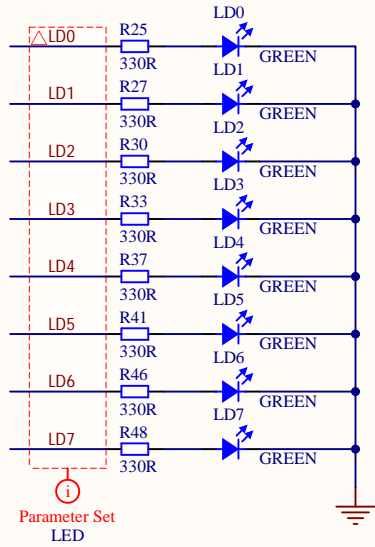 LD0
LD0 R25
330R GREEN
LD1
LD1 R27
330R GREEN
LD2
LD2 R30
330R GREEN
LD3
LD3 R33
330R GREEN
LD4
LD4 R37
330R GREEN
LD5
LD5 R41
330R GREEN
LD6
LD6 R46
330R GREEN
LD7
LD7 R48
330R GREEN
i
Parameter Set
LED